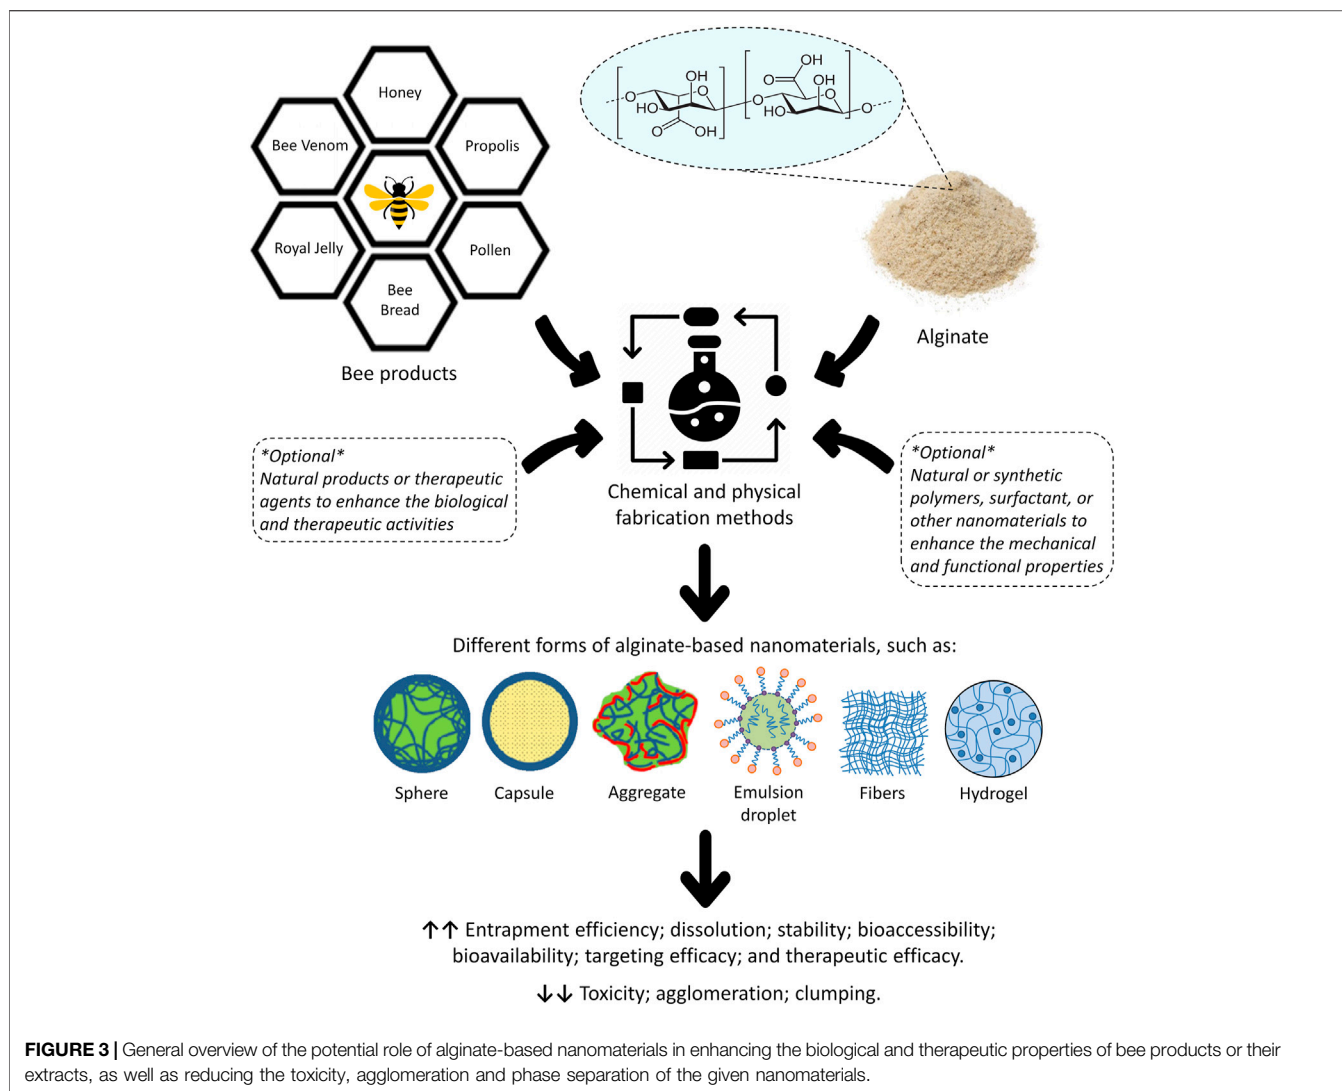 Honey
Bee Venom
Propolis
Royal Jelly
Pollen
Bee
Bread
Bee products
O
HO
OH
O
OH
O
O
OH
OH
HO
O
O
Alginate
*Optional*
Natural products or therapeutic
agents to enhance the biological
and therapeutic activities
Chemical and physical
fabrication methods
*Optional*
Natural or synthetic
polymers, surfactant, or
other nanomaterials to
enhance the mechanical
and functional properties
Different forms of alginate-based nanomaterials, such as:
Sphere
Capsule
Aggregate
Emulsion
droplet
Fibers
Hydrogel
↑↑ Entrapment efficiency; dissolution; stability; bioaccessibility;
bioavailability; targeting efficacy; and therapeutic efficacy.
↓↓ Toxicity; agglomeration; clumping.
FIGURE 3 | General overview of the potential role of alginate-based nanomaterials in enhancing the biological and therapeutic properties of bee products or their
extracts, as well as reducing the toxicity, agglomeration and phase separation of the given nanomaterials.